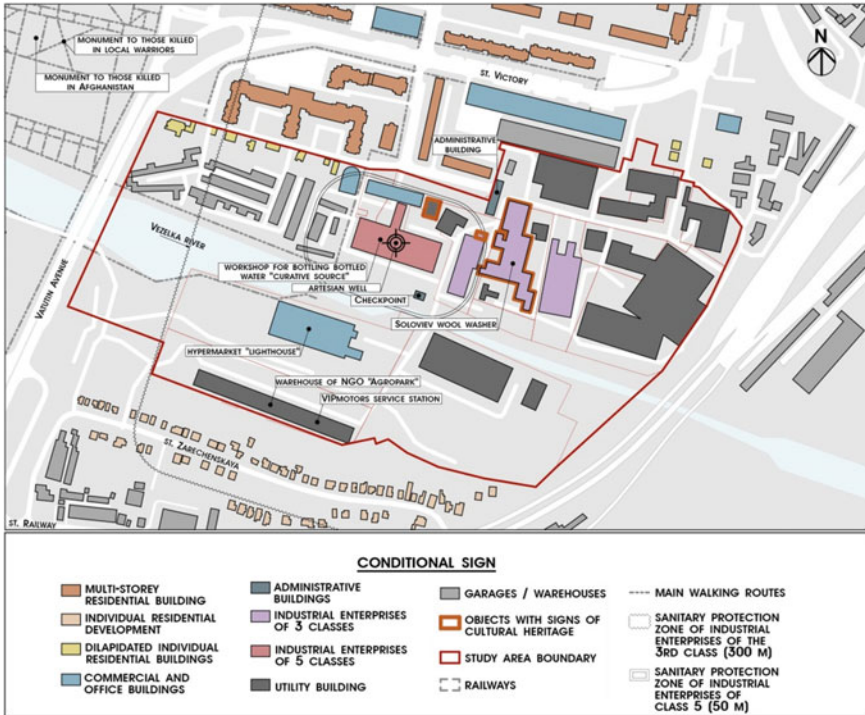 MONUMENT TO THOSE KILLED
IN LOCAL WARRIORS
MONUMENT TO THOSE KILLED
IN AFGHANISTAN
ST. VICTORY
N
ADMINISTRATIVE
BUILDING
VEZELKA RIVER
VATUTIN AVENUE
WORKSHOP FOR BOTTLING BOTTLED
WATER "CURATIVE SOURCE"
ARTESIAN WELL
CHECKPOINT
SOLOVIEV WOOL WASHER
HYPERMARKET "LIGHTHOUSE"
WAREHOUSE OF NGO "AGROPARK"
VIPMOTORS SERVICE STATION
ST. ZARECHENSKAYA
ST. RAILWAY
CONDITIONAL SIGN
MULTI-STOREY
RESIDENTIAL BUILDING
INDIVIDUAL RESIDENTIAL
DEVELOPMENT
DILAPIDATED INDIVIDUAL
RESIDENTIAL BUILDINGS
COMMERCIAL AND
OFFICE BUILDINGS
ADMINISTRATIVE
BUILDINGS
INDUSTRIAL ENTERPRISES
OF 3 CLASSES
INDUSTRIAL ENTERPRISES
OF 5 CLASSES
UTILITY BUILDING
GARAGES / WAREHOUSES
OBJECTS WITH SIGNS OF
CULTURAL HERITAGE
STUDY AREA BOUNDARY
RAILWAYS
MAIN WALKING ROUTES
SANITARY PROTECTION
ZONE OF INDUSTRIAL
ENTERPRISES OF THE
3RD CLASS (300 M)
SANITARY PROTECTION
ZONE OF INDUSTRIAL
ENTERPRISES OF
CLASS 5 (50 M)